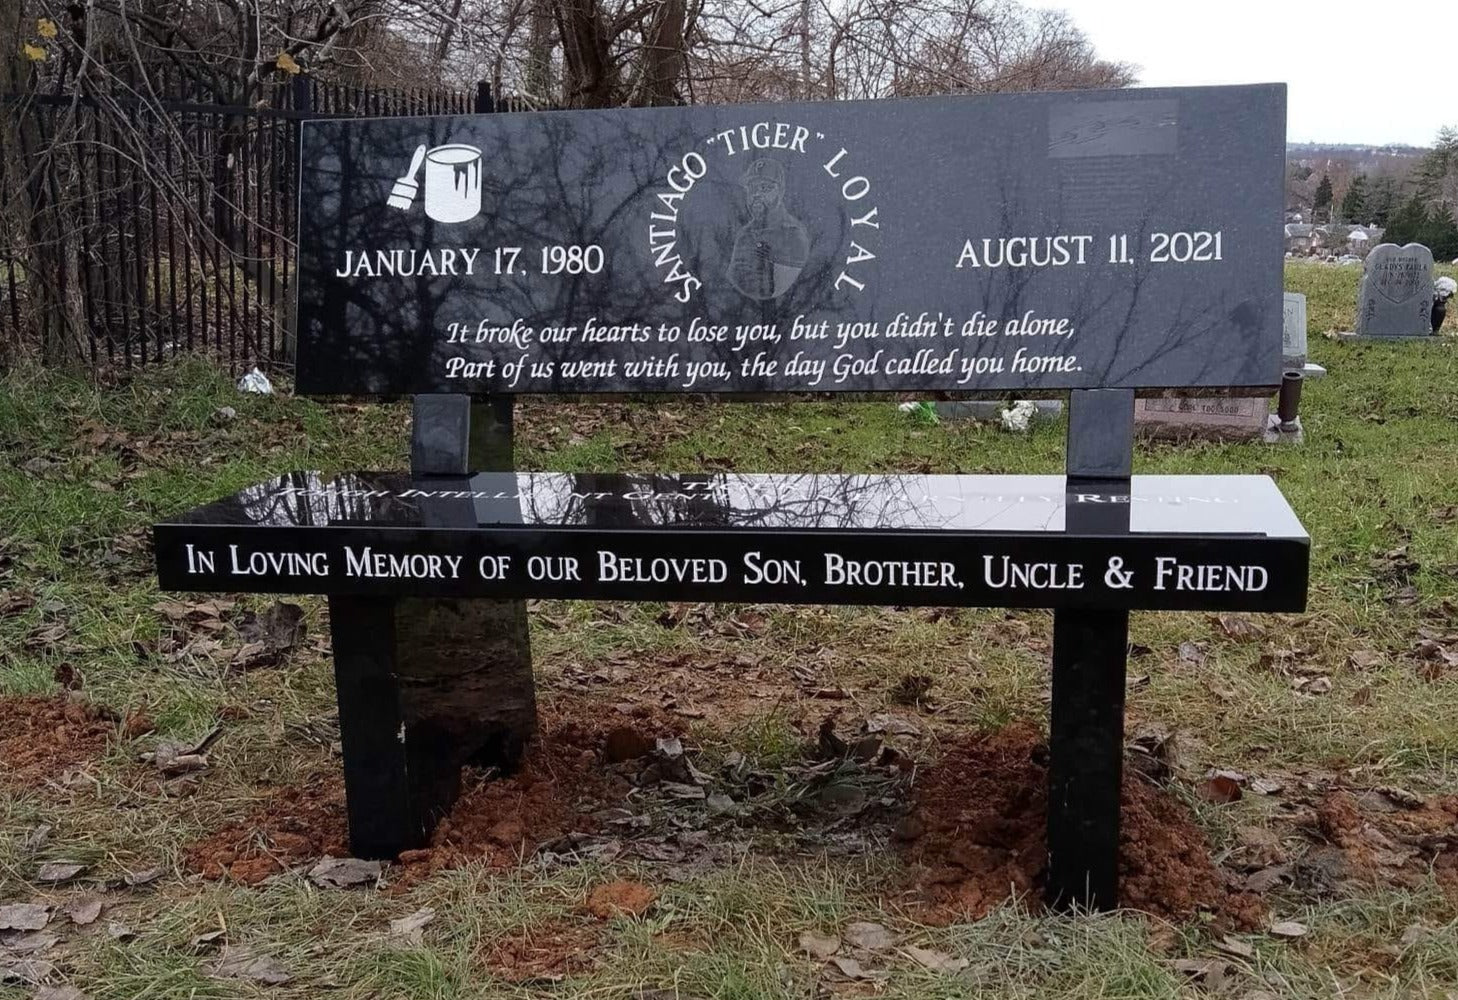 SANTIAGO "TIGER" LOYAL
JANUARY 17, 1980
AUGUST 11, 2021
It broke our hearts to lose you, but you didn't die alone,
Part of us went with you, the day God called you home.
IN LOVING MEMORY OF OUR BELOVED SON, BROTHER, UNCLE & FRIEND